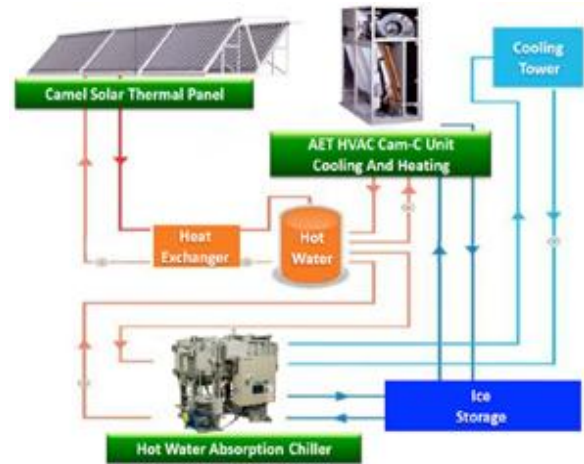 Camel Solar Thermal Panel
Cooling
Tower
AET HVAC Cam-C Unit
Cooling And Heating
Heat
Exchanger
Hot
Water
Ice
Storage
Hot Water Absorption Chiller